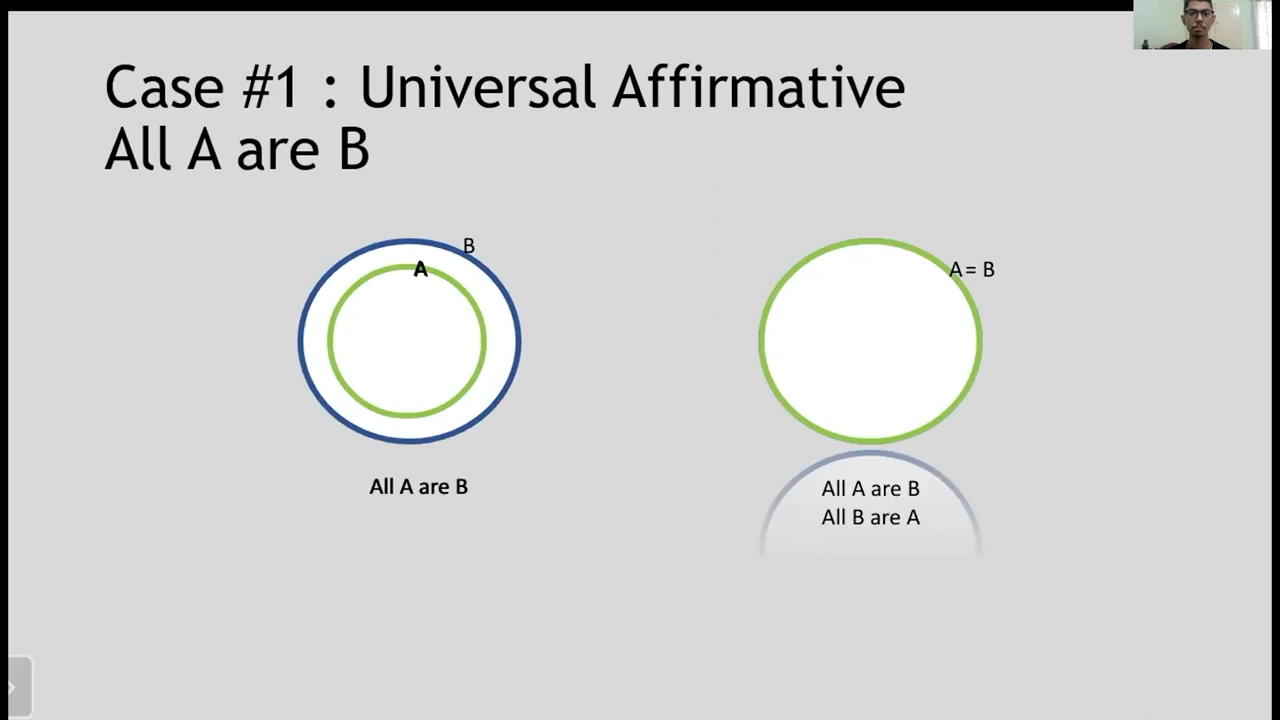 Case #1 : Universal Affirmative
All A are B
B
A
A = B
All A are B
All A are B
All B are A